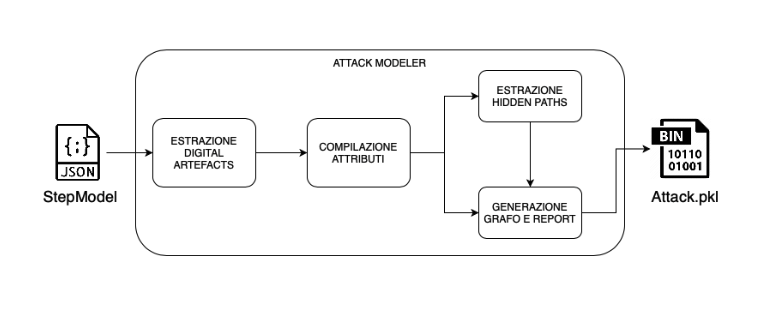 ATTACK MODELER
{;}
JSON
StepModel
ESTRAZIONE
DIGITAL
ARTEFACTS
COMPILAZIONE
ATTRIBUTI
ESTRAZIONE
HIDDEN PATHS
GENERAZIONE
GRAFO E REPORT
BIN
10110
01001
Attack.pkl